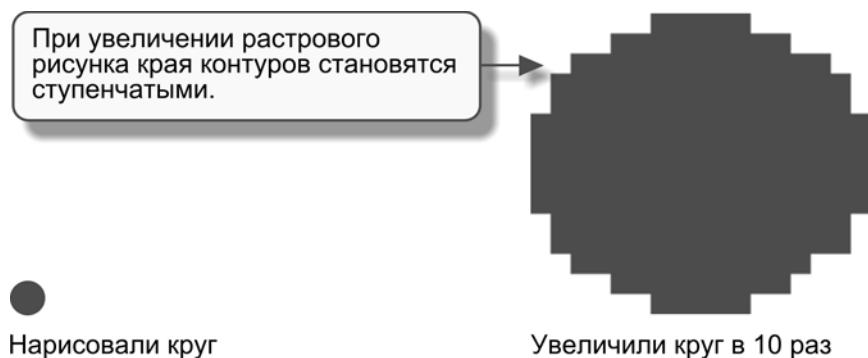 При увеличении растрового
рисунка края контуров становятся
ступенчатыми.
Нарисовали круг
Увеличили круг в 10 раз